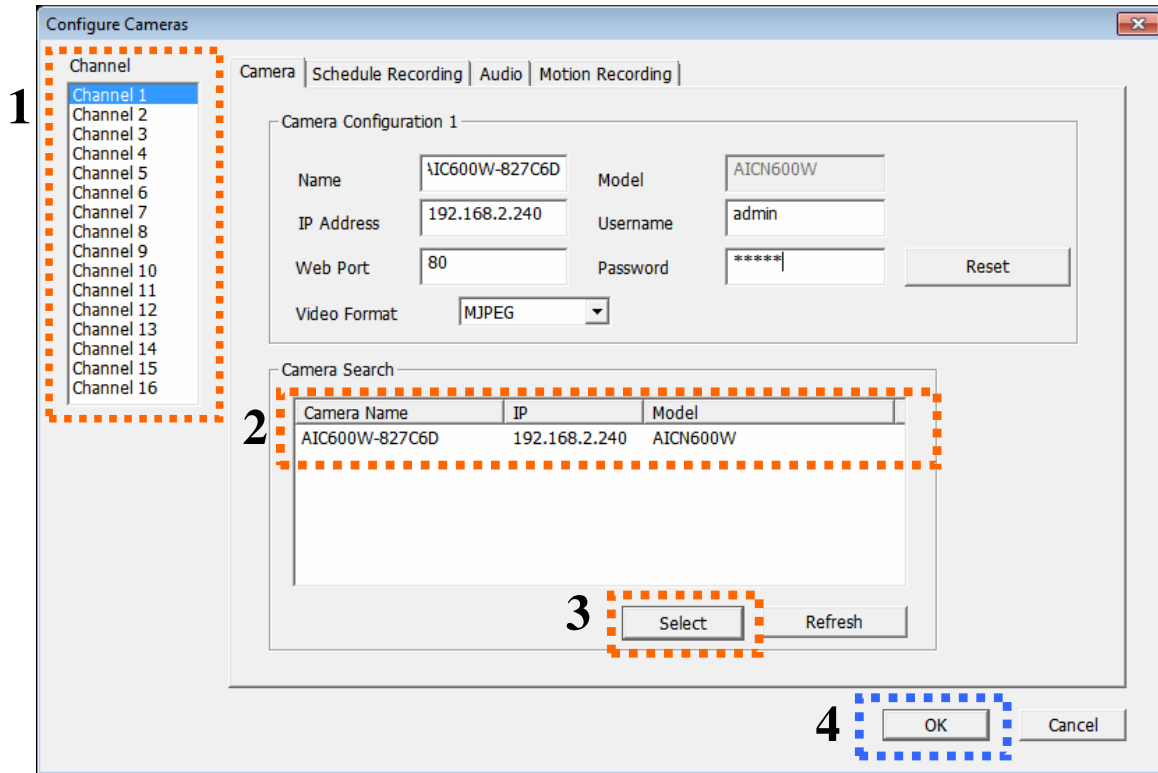 Configure Cameras
1
Channel
Channel 1
Channel 2
Channel 3
Channel 4
Channel 5
Channel 6
Channel 7
Channel 8
Channel 9
Channel 10
Channel 11
Channel 12
Channel 13
Channel 14
Channel 15
Channel 16
Camera Schedule Recording Audio Motion Recording
Camera Configuration 1
Name AIC600W-827C6D Model AICN600W
IP Address 192.168.2.240 Username admin
Web Port 80 Password ***** Reset
Video Format MJPEG
Camera Search
2
Camera Name IP Model
AIC600W-827C6D 192.168.2.240 AICN600W
3 Select Refresh
4 OK Cancel